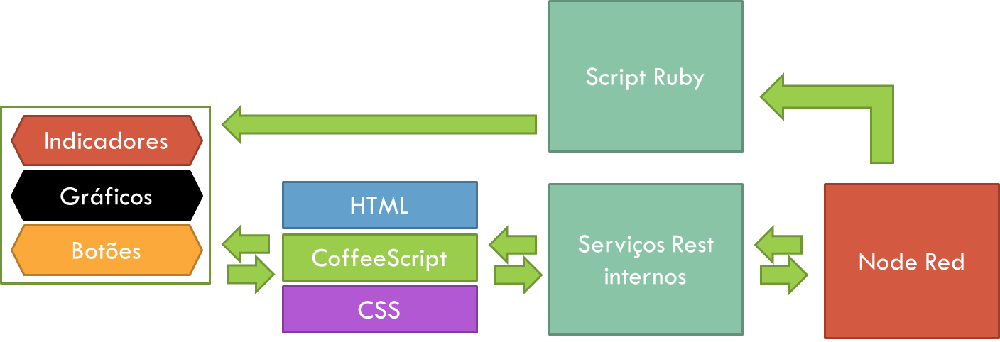 Script Ruby
Indicadores
Gráficos
Botões
HTML
CoffeeScript
CSS
Serviços Rest
internos
Node Red